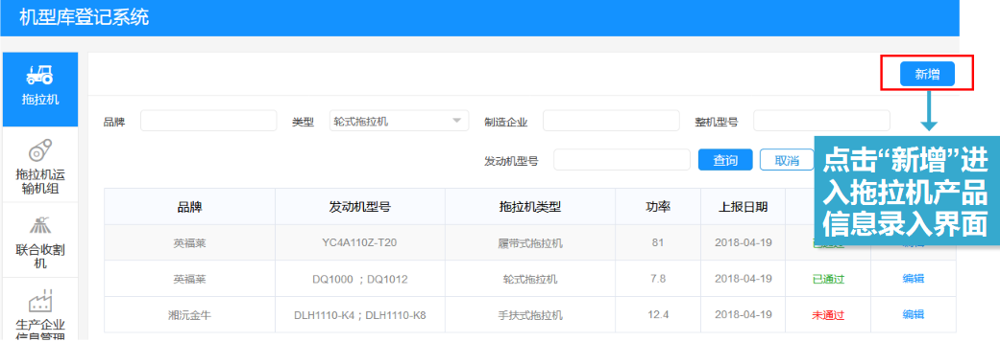 机型库登记系统
新增
拖拉机
品牌
类型
轮式拖拉机
制造企业
整机型号
发动机型号
查询
取消
点击“新增”进
入拖拉机产品
信息录入界面
拖拉机运
输机组
联合收割
机
生产企业
信息管理
品牌 发动机型号 拖拉机类型 功率 上报日期
英福莱 YC4A110Z-T20 履带式拖拉机 81 2018-04-19 已通过 编辑
英福莱 DQ1000 ；DQ1012 轮式拖拉机 7.8 2018-04-19 已通过 编辑
湘沅金牛 DLH1110-K4；DLH1110-K8 手扶式拖拉机 12.4 2018-04-19 未通过 编辑